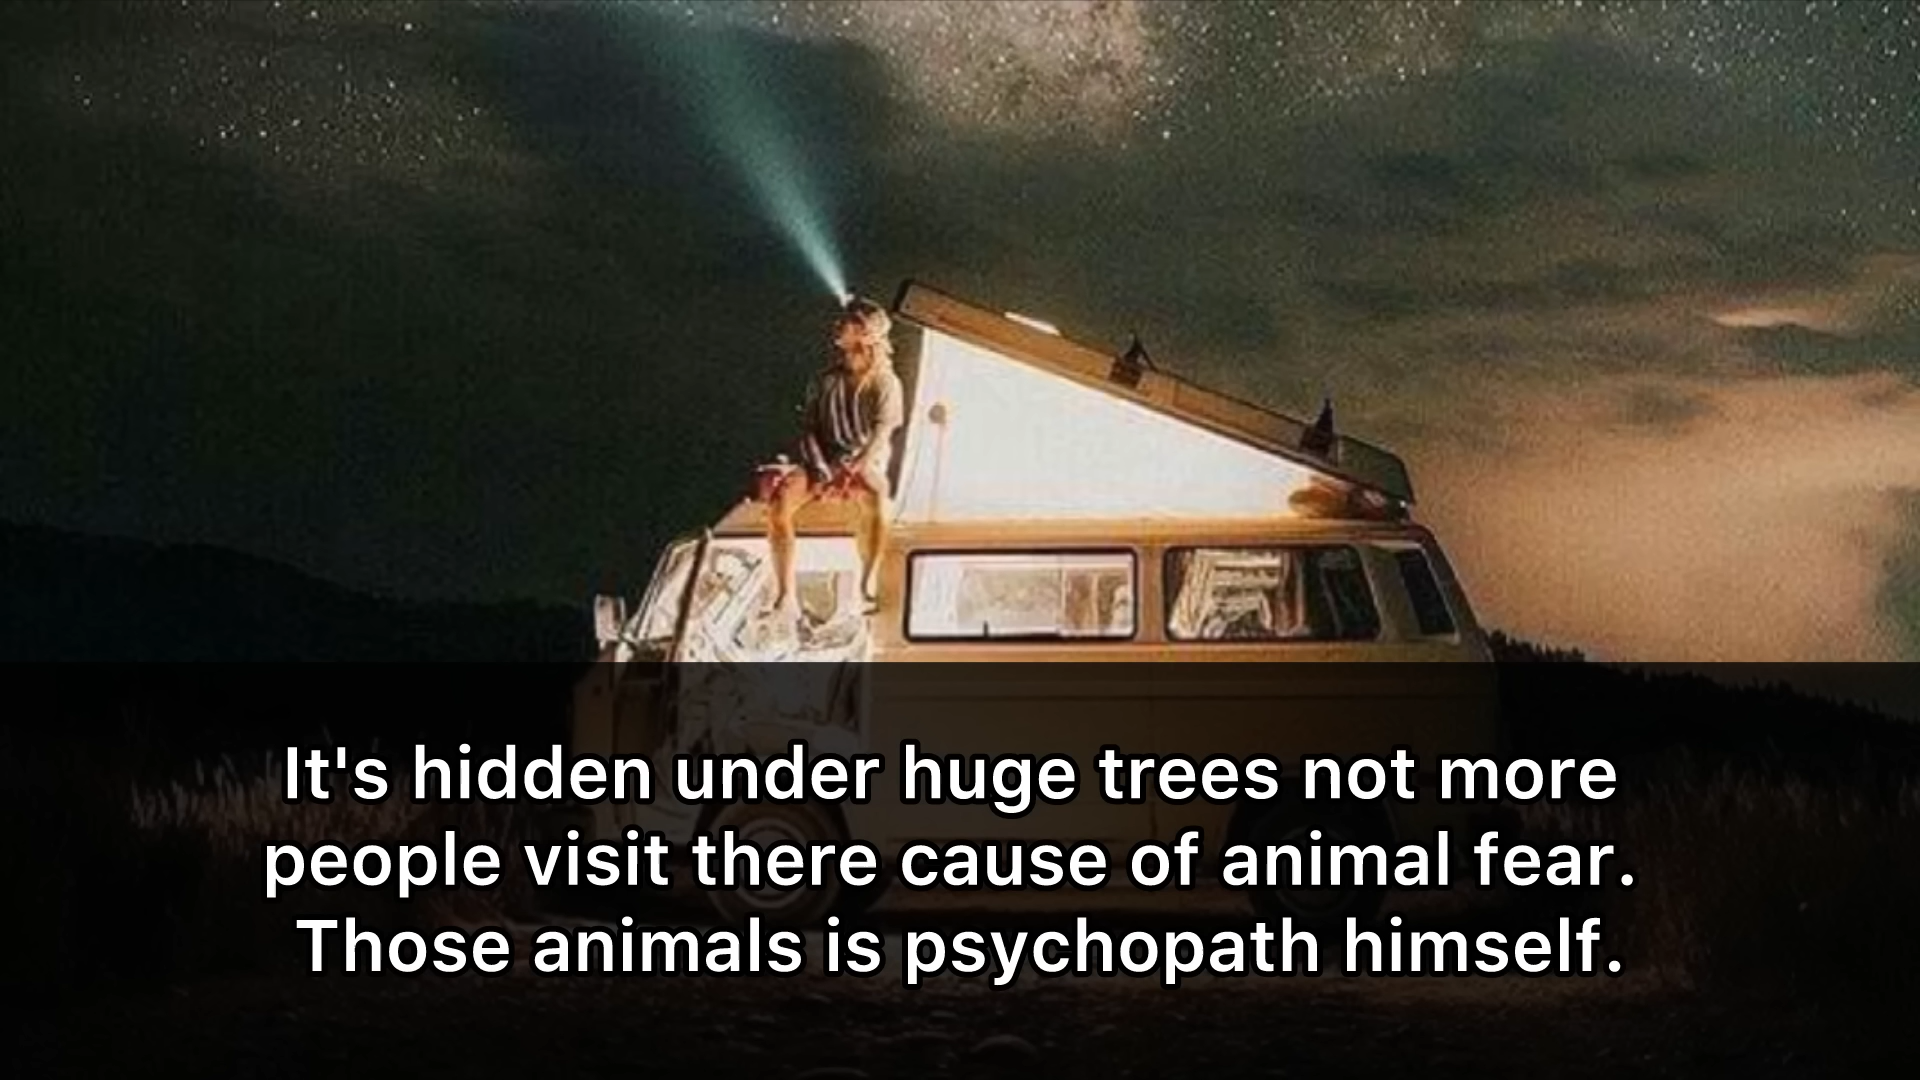 It's hidden under huge trees not more
people visit there cause of animal fear.
Those animals is psychopath himself.